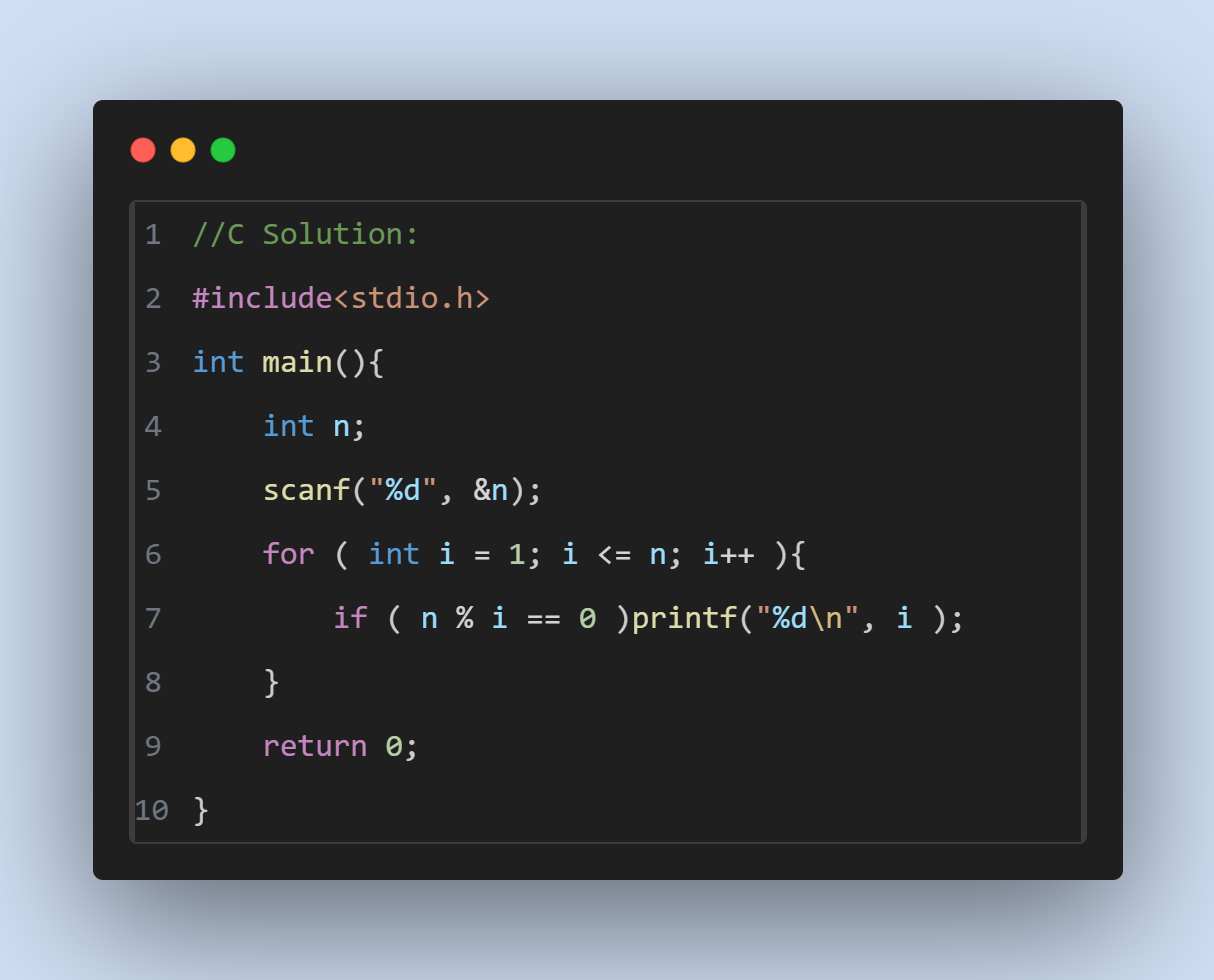 1 //C Solution:
2 #include<stdio.h>
3 int main(){
4     int n;
5     scanf("%d", &n);
6     for ( int i = 1; i <= n; i++ ){
7         if ( n % i == 0 )printf("%d\n", i );
8     }
9     return 0;
10 }